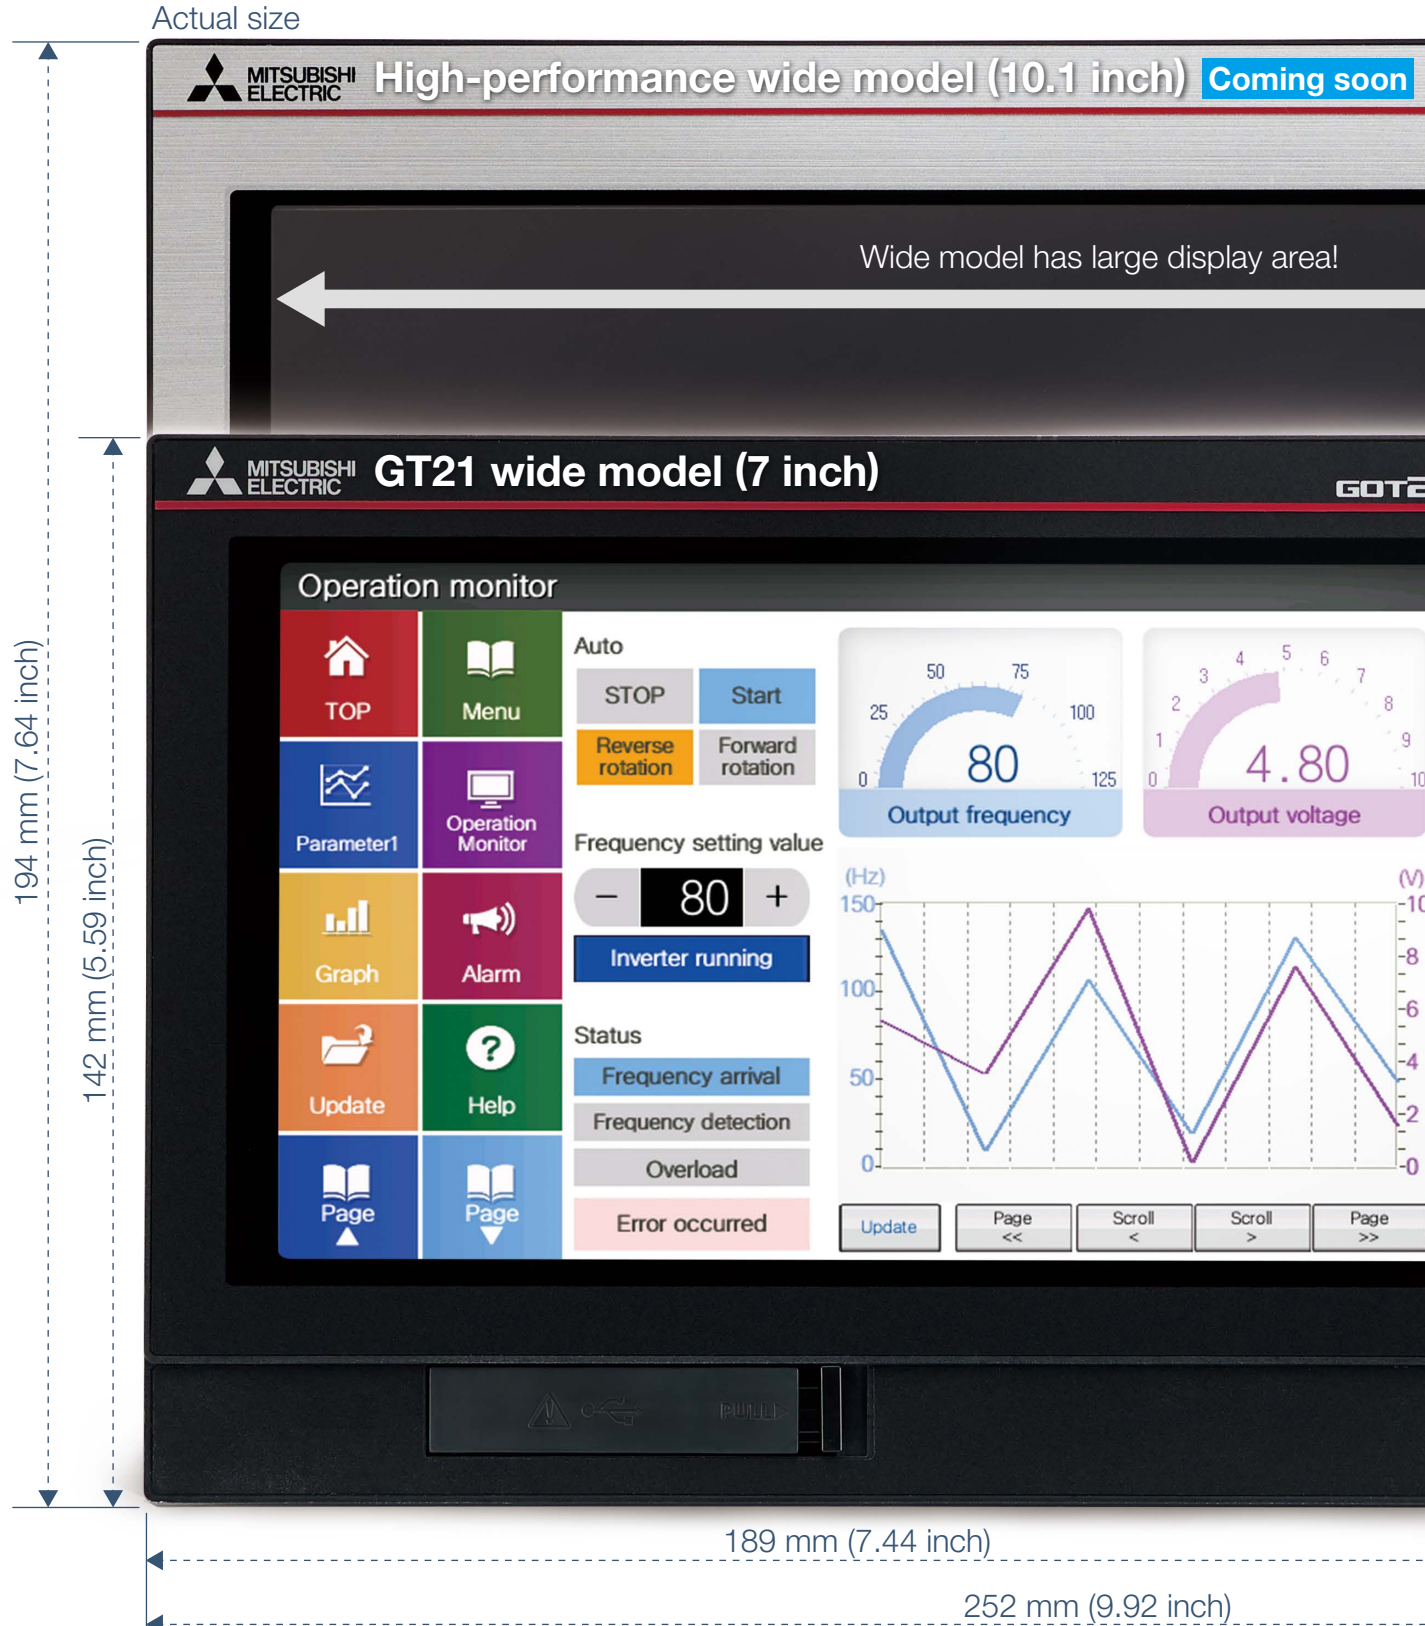 Actual size
MITSUBISHI
ELECTRIC
High-performance wide model (10.1 inch) Coming soon
Wide model has large display area!
MITSUBISHI
ELECTRIC
GT21 wide model (7 inch)
GOT2
Operation monitor
TOP
Menu
Parameter1
Operation
Monitor
Graph
Alarm
Update
Help
Page
Page
Auto
STOP
Start
Reverse
rotation
Forward
rotation
Frequency setting value
− 80 +
Inverter running
Status
Frequency arrival
Frequency detection
Overload
Error occurred
0 25 50 75 100 125
80
Output frequency
0 1 2 3 4 5 6 7 8 9 10
4.80
Output voltage
(Hz)
150
100
50
0
(V)
10
8
6
4
2
0
Update
Page
<<
Scroll
<
Scroll
>
Page
>>
PULL
194 mm (7.64 inch)
142 mm (5.59 inch)
189 mm (7.44 inch)
252 mm (9.92 inch)